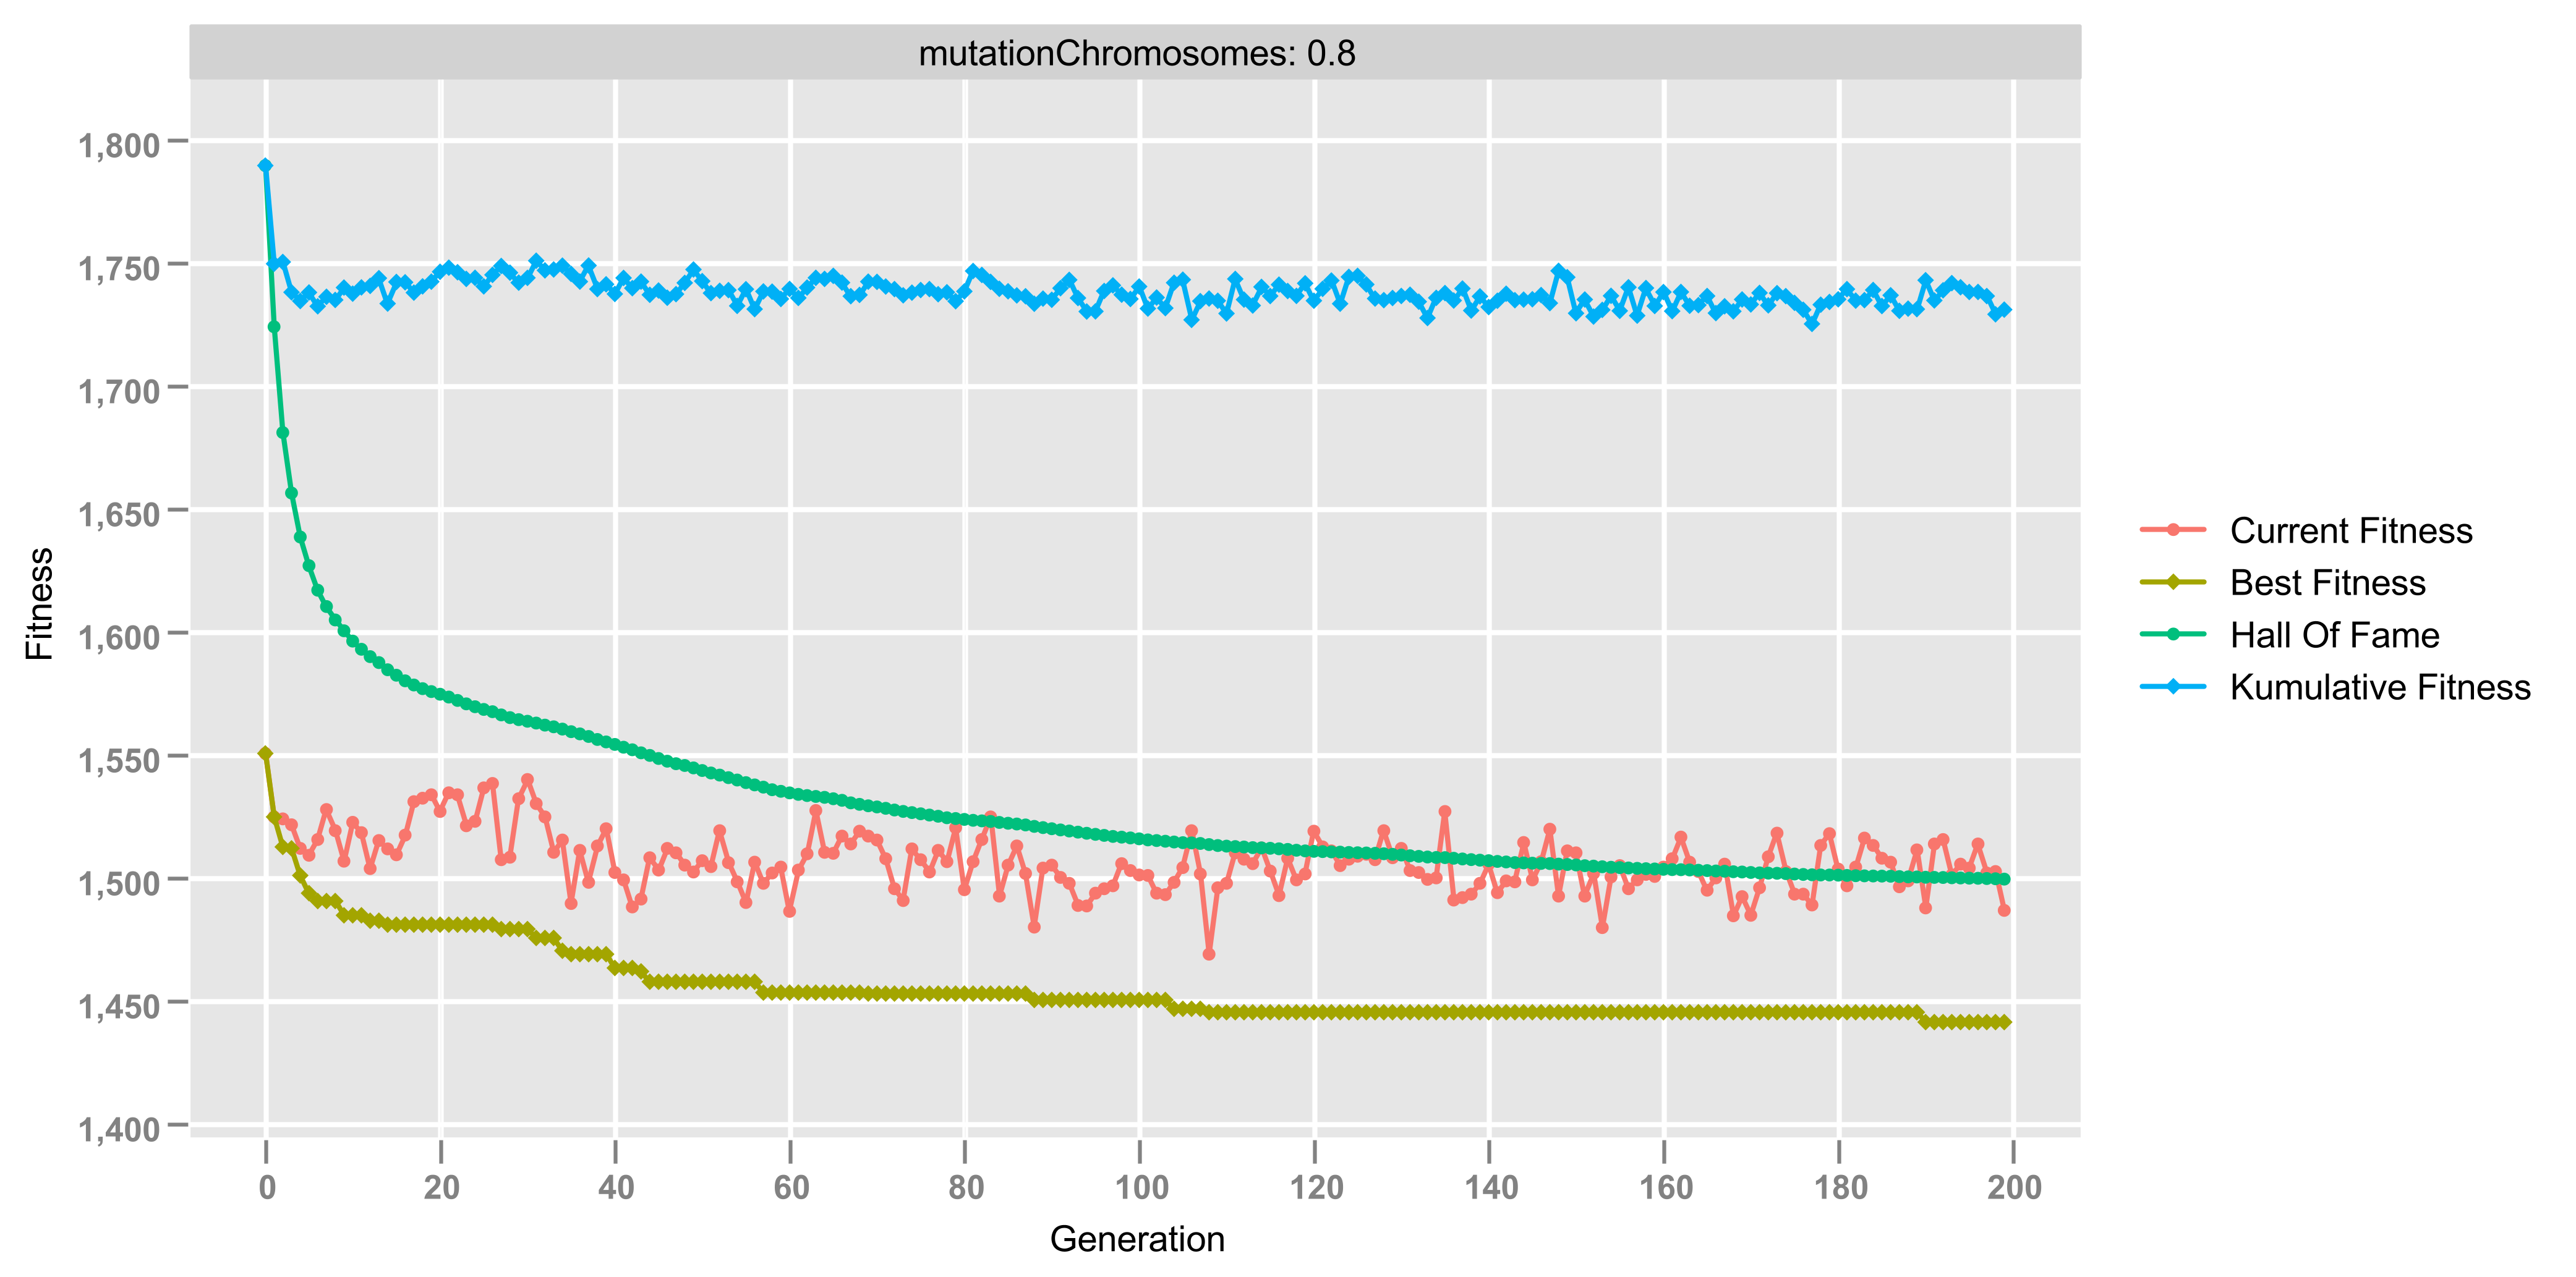 mutationChromosomes: 0.8
1,800
1,750
1,700
1,650
1,600
1,550
1,500
1,450
1,400
Fitness
0 20 40 60 80 100 120 140 160 180 200
Generation
Current Fitness
Best Fitness
Hall Of Fame
Kumulative Fitness